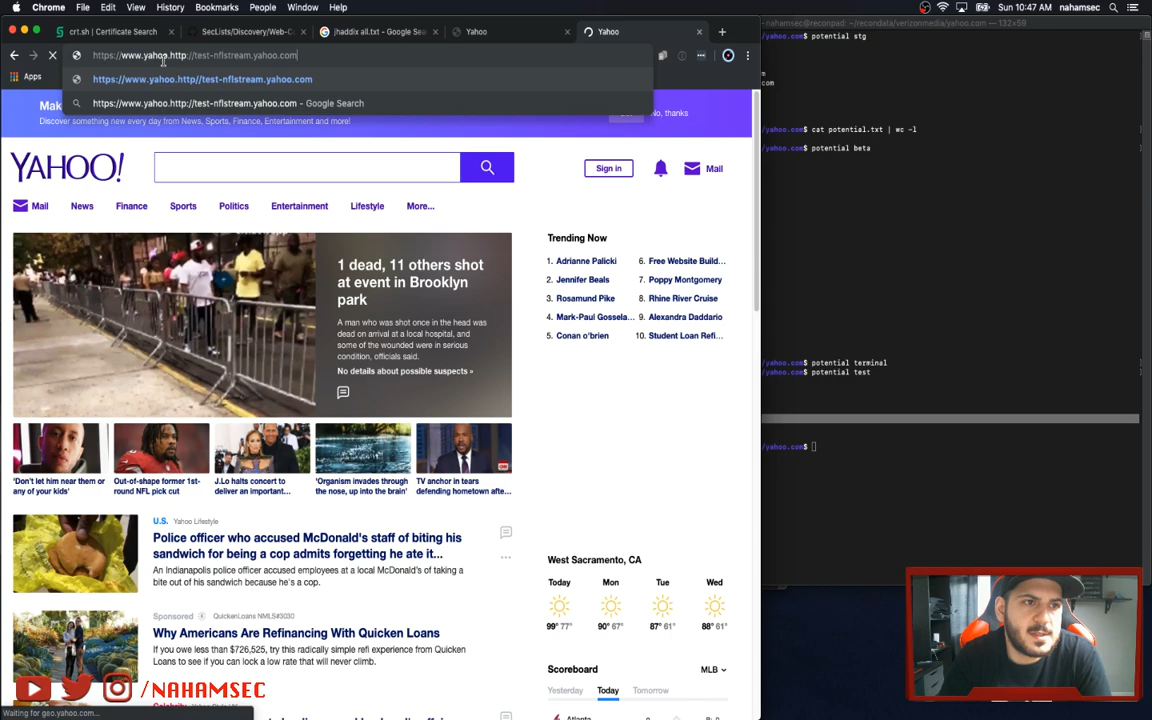 Chrome File Edit View History Bookmarks People Window Help
Sun 10:47 AM nahamsec
crt.sh | Certificate Search
SecLists/Discovery/Web-C
jhaddix all.txt - Google Sea
Yahoo
Yahoo
-nahamsec@reconpad: ~/recondata/verizonmedia/yahoo.com — 132×59
https://www.yahoo.http://test-nflstream.yahoo.com
Apps
https://www.yahoo.http//test-nflstream.yahoo.com
https://www.yahoo.http://test-nflstream.yahoo.com - Google Search
Mak
Discover something new every day from News, Sports, Finance, Entertainment and more!
No, thanks
YAHOO!
Sign in
Mail
Mail News Finance Sports Politics Entertainment Lifestyle More...
1 dead, 11 others shot
at event in Brooklyn
park
A man who was shot once in the head was
dead on arrival at a local hospital, and
some of the wounded were in serious
condition, officials said.
No details about possible suspects »
Trending Now
1. Adrianne Palicki
2. Jennifer Beals
3. Rosamund Pike
4. Mark-Paul Gossela...
5. Conan o'brien
6. Free Website Build...
7. Poppy Montgomery
8. Rhine River Cruise
9. Alexandra Daddario
10. Student Loan Refi...
'Don't let him near them or
any of your kids'
Out-of-shape former 1st-
round NFL pick cut
J.Lo halts concert to
deliver an important...
'Organism invades through
the nose, up into the brain'
TV anchor in tears
defending hometown afte...
U.S. Yahoo Lifestyle
Police officer who accused McDonald's staff of biting his
sandwich for being a cop admits forgetting he ate it...
An Indianapolis police officer accused employees at a local McDonald's of taking a
bite out of his sandwich because he's a cop.
Sponsored QuickenLoans NMLS#3030
Why Americans Are Refinancing With Quicken Loans
If you owe less than $726,525, try this radically simple refi experience from Quicken
Loans to see if you can lock a low rate that will never climb.
Celebrity
West Sacramento, CA
Today Mon Tue Wed
99° 77° 90° 67° 87° 61° 88° 61°
Scoreboard
MLB
Yesterday Today Tomorrow
Atlanta
Waiting for geo.yahoo.com...
/NAHAMSEC
potential stg
m
com
/yahoo.com$ cat potential.txt | wc -l
/yahoo.com$ potential beta
/yahoo.com$ potential terminal
/yahoo.com$ potential test
/yahoo.com$